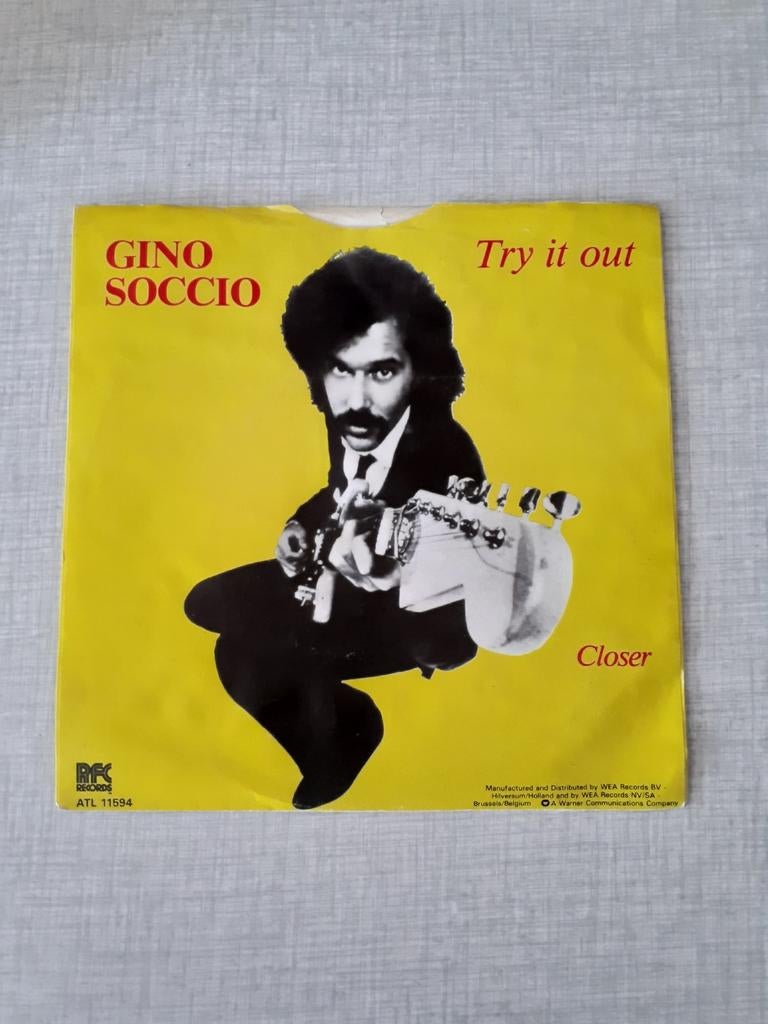 GINO
SOCCIO
Try it out
Closer
RFC
RECORDS
ATL 11594
Manufactured and Distributed by WEA Records BV -
Hilversum/Holland and by WEA Records NV/SA -
Brussels/Belgium A Warner Communications Company